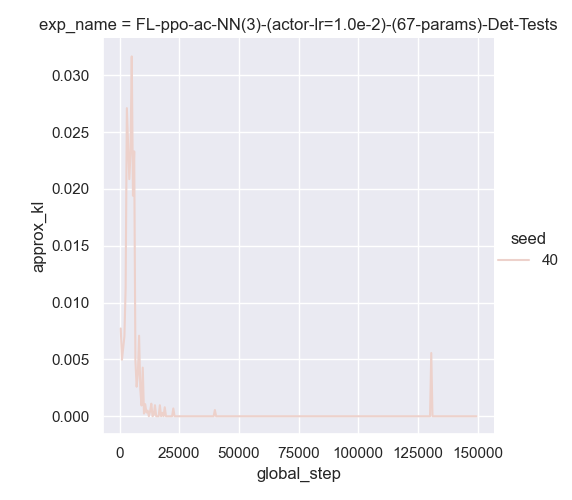 exp_name = FL-ppo-ac-NN(3)-(actor-lr=1.0e-2)-(67-params)-Det-Tests
0.030
0.025
0.020
0.015
0.010
0.005
0.000
approx_kl
0 25000 50000 75000 100000 125000 150000
global_step
seed
40